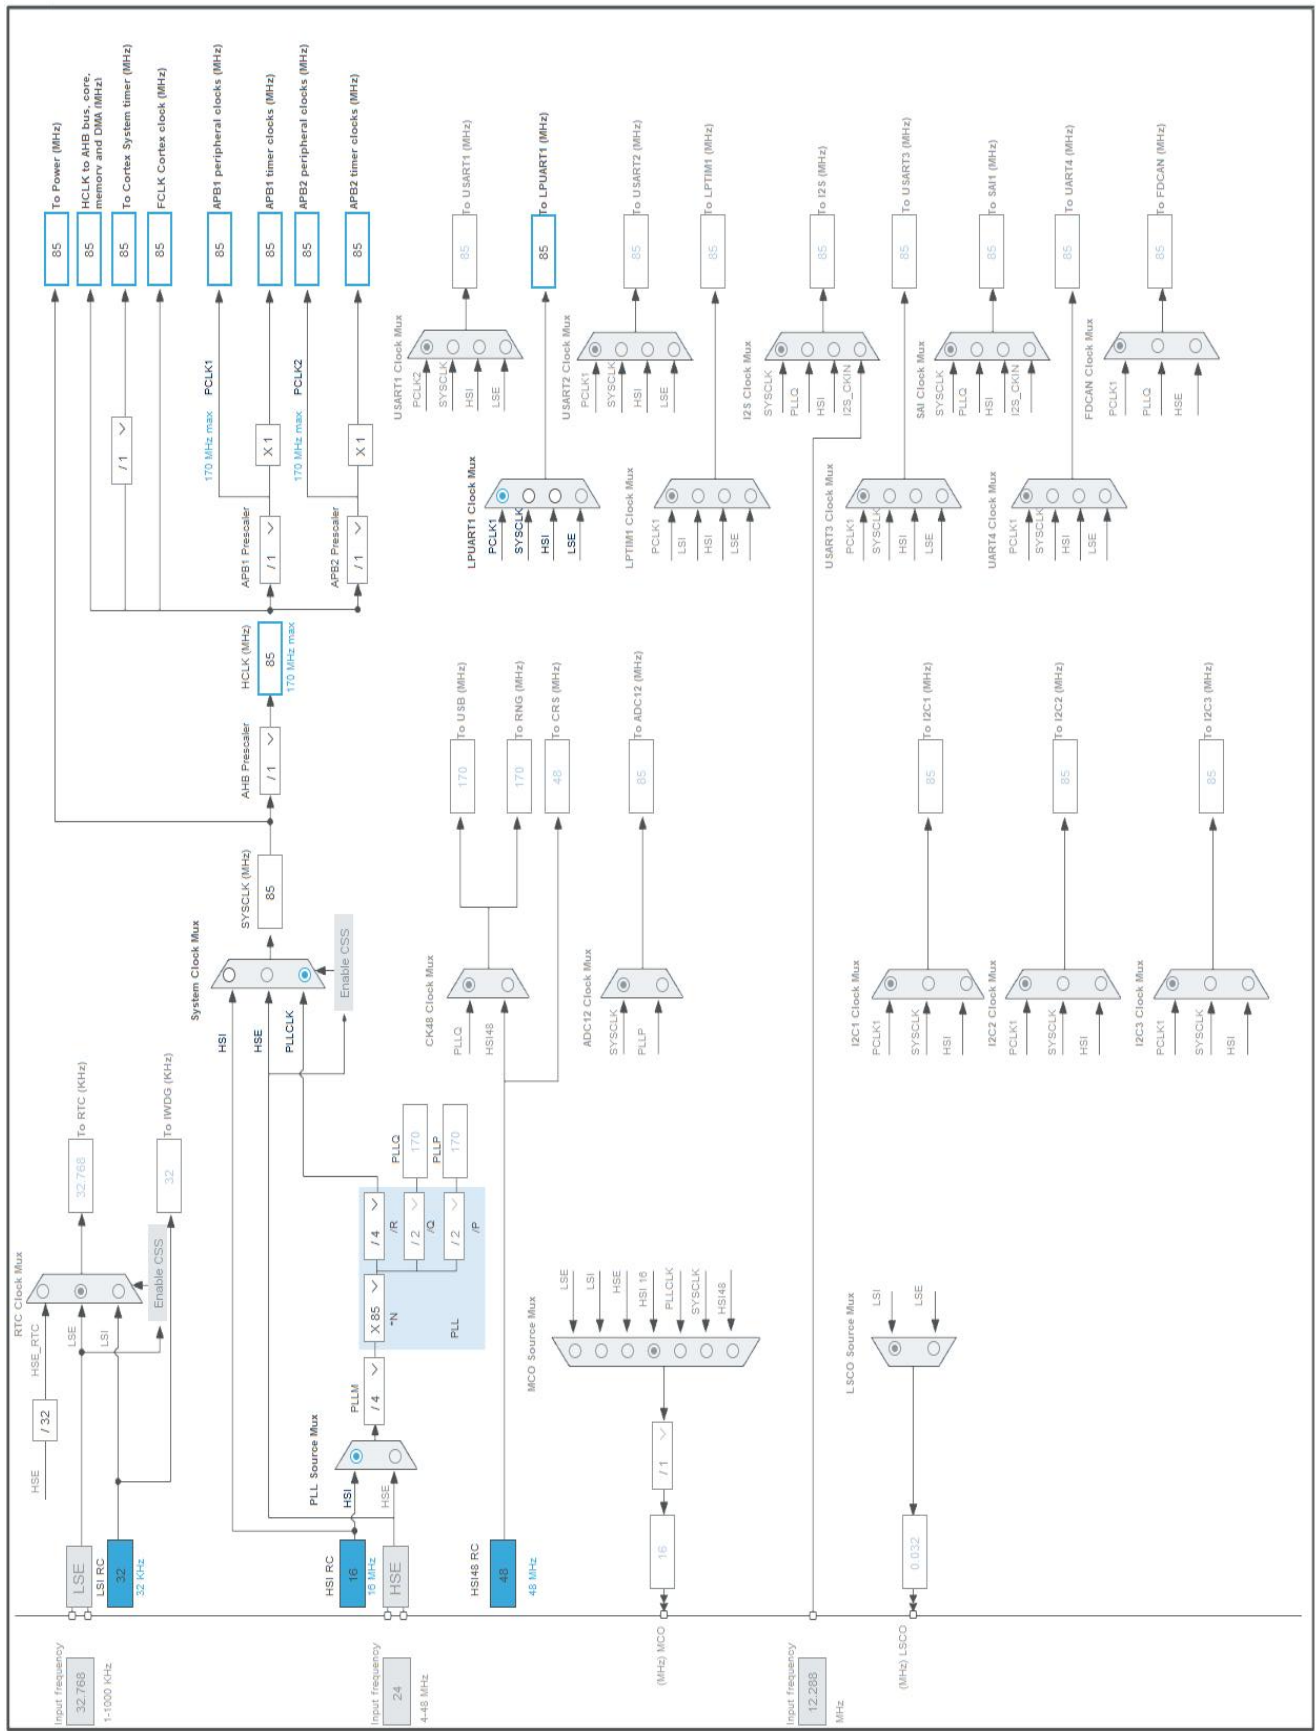 Input frequency
32.768
1-1000 KHz
LSE
LSI RC
32
32 KHz
HSE
/ 32
HSE_RTC
LSE
LSI
RTC Clock Mux
Enable CSS
32.768
To RTC (KHz)
32
To IWDG (KHz)
Input frequency
24
4-48 MHz
HSI RC
16
16 MHz
HSE
PLL Source Mux
HSI
HSE
PLLM
/ 4
X 85
*N
PLL
/ 4
/R
/ 2
/Q
/ 2
/P
PLLQ
170
PLLP
170
System Clock Mux
HSI
HSE
PLLCLK
Enable CSS
SYSCLK (MHz)
85
AHB Prescaler
/ 1
HCLK (MHz)
85
170 MHz max
APB1 Prescaler
/ 1
APB2 Prescaler
/ 1
/ 1
170 MHz max
PCLK1
X 1
170 MHz max
PCLK2
X 1
85
To Power (MHz)
85
HCLK to AHB bus, core,
memory and DMA (MHz)
85
To Cortex System timer (MHz)
85
FCLK Cortex clock (MHz)
85
APB1 peripheral clocks (MHz)
85
APB1 timer clocks (MHz)
85
APB2 peripheral clocks (MHz)
85
APB2 timer clocks (MHz)
HSI48 RC
48
48 MHz
CK48 Clock Mux
PLLQ
HSI48
170
To USB (MHz)
170
To RNG (MHz)
48
To CRS (MHz)
ADC12 Clock Mux
SYSCLK
PLLP
85
To ADC12 (MHz)
USART1 Clock Mux
PCLK2
SYSCLK
HSI
LSE
85
To USART1 (MHz)
LPUART1 Clock Mux
PCLK1
SYSCLK
HSI
LSE
85
To LPUART1 (MHz)
USART2 Clock Mux
PCLK1
SYSCLK
HSI
LSE
85
To USART2 (MHz)
LPTIM1 Clock Mux
PCLK1
LSI
HSI
LSE
85
To LPTIM1 (MHz)
I2S Clock Mux
SYSCLK
PLLQ
HSI
I2S_CKIN
85
To I2S (MHz)
USART3 Clock Mux
PCLK1
SYSCLK
HSI
LSE
85
To USART3 (MHz)
SAI Clock Mux
SYSCLK
PLLQ
HSI
I2S_CKIN
85
To SAI1 (MHz)
UART4 Clock Mux
PCLK1
SYSCLK
HSI
LSE
85
To UART4 (MHz)
FDCAN Clock Mux
PCLK1
PLLQ
HSE
85
To FDCAN (MHz)
I2C1 Clock Mux
PCLK1
SYSCLK
HSI
85
To I2C1 (MHz)
I2C2 Clock Mux
PCLK1
SYSCLK
HSI
85
To I2C2 (MHz)
I2C3 Clock Mux
PCLK1
SYSCLK
HSI
85
To I2C3 (MHz)
(MHz) MCO
16
/ 1
MCO Source Mux
LSE
LSI
HSE
HSI16
PLLCLK
SYSCLK
HSI48
Input frequency
12.288
MHz
(MHz) LSCO
0.032
LSCO Source Mux
LSI
LSE